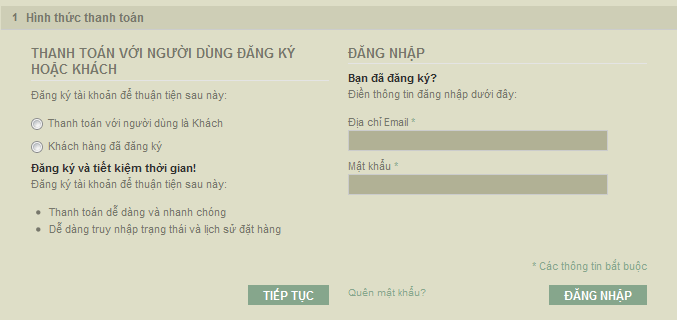 1 Hình thức thanh toán
THANH TOÁN VỚI NGƯỜI DÙNG ĐĂNG KÝ
HOẶC KHÁCH
Đăng ký tài khoản để thuận tiện sau này:
Thanh toán với người dùng là Khách
Khách hàng đã đăng ký
Đăng ký và tiết kiệm thời gian!
Đăng ký tài khoản để thuận tiện sau này:
• Thanh toán dễ dàng và nhanh chóng
• Dễ dàng truy nhập trạng thái và lịch sử đặt hàng
TIẾP TỤC
ĐĂNG NHẬP
Bạn đã đăng ký?
Điền thông tin đăng nhập dưới đây:
Địa chỉ Email *
Mật khẩu *
* Các thông tin bắt buộc
Quên mật khẩu?
ĐĂNG NHẬP